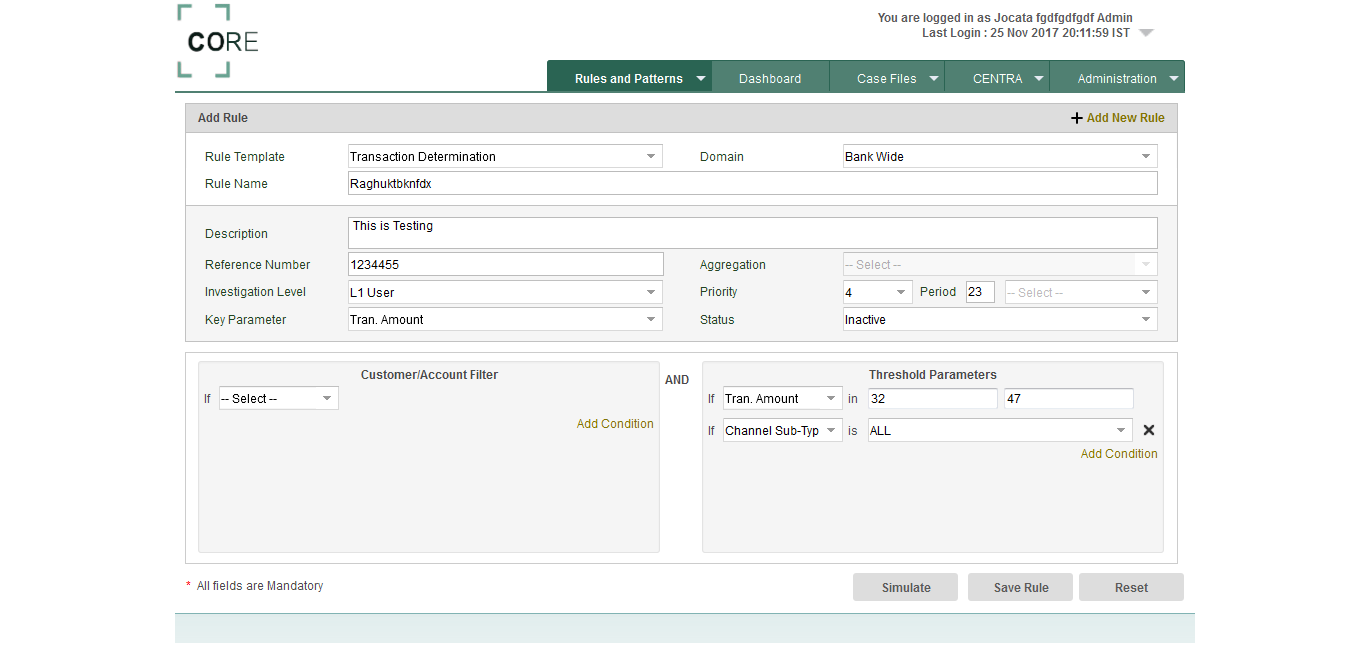 CORE
You are logged in as Jocata fgdfgdfgdf Admin
Last Login : 25 Nov 2017 20:11:59 IST
Rules and Patterns Dashboard Case Files CENTRA Administration
Add Rule + Add New Rule
Rule Template Transaction Determination Domain Bank Wide
Rule Name Raghuktbknfdx
Description This is Testing
Reference Number 1234455 Aggregation -- Select --
Investigation Level L1 User Priority 4 Period 23 -- Select --
Key Parameter Tran. Amount Status Inactive
Customer/Account Filter AND Threshold Parameters
If -- Select -- If Tran. Amount in 32 47
Add Condition If Channel Sub-Typ is ALL
Add Condition
* All fields are Mandatory Simulate Save Rule Reset